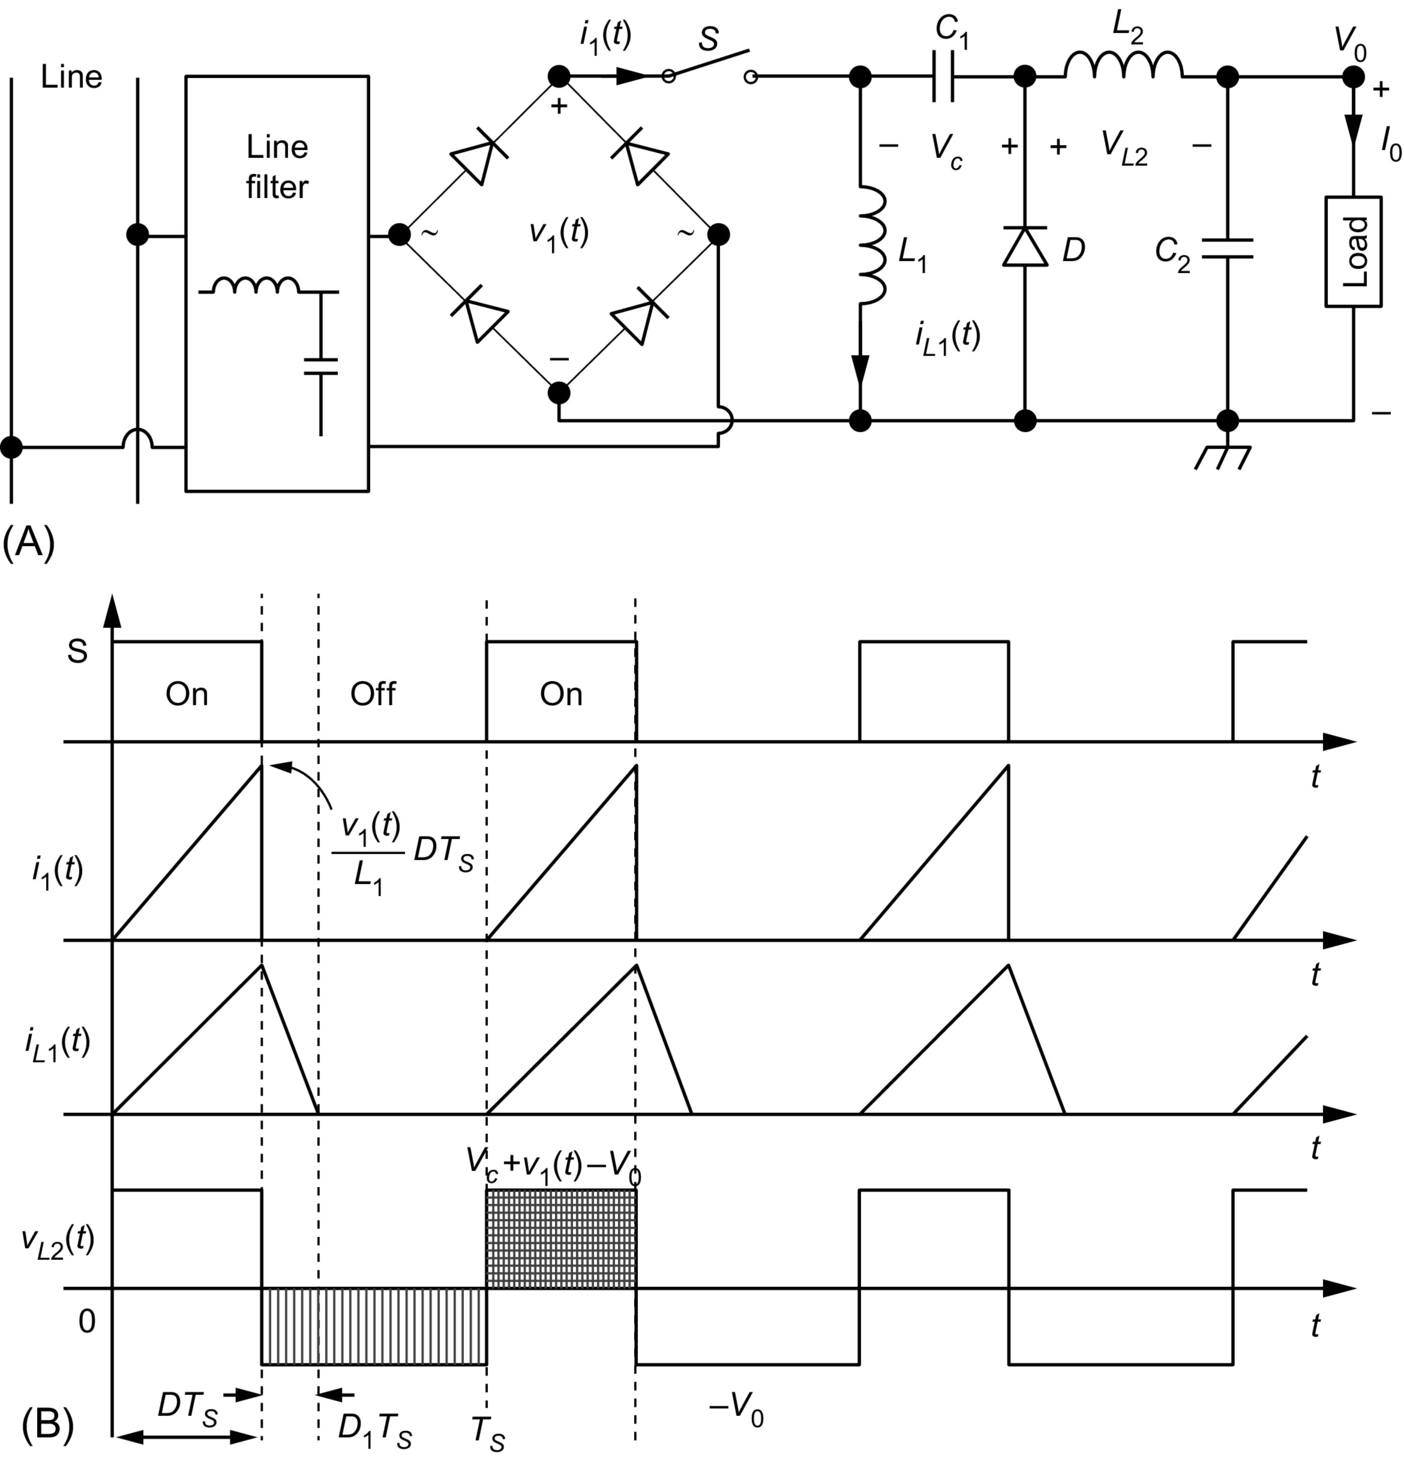 Line
Line
filter
i1(t)
S
C1
L2
V0
+
+
I0
− Vc +
+ VL2 −
~ v1(t) ~
L1
D
C2
Load
iL1(t)
−
−
(A)
S
On
Off
On
t
v1(t)
L1
DTS
i1(t)
t
iL1(t)
t
Vc+v1(t)−V0
vL2(t)
0
t
DTS
D1TS
TS
−V0
(B)